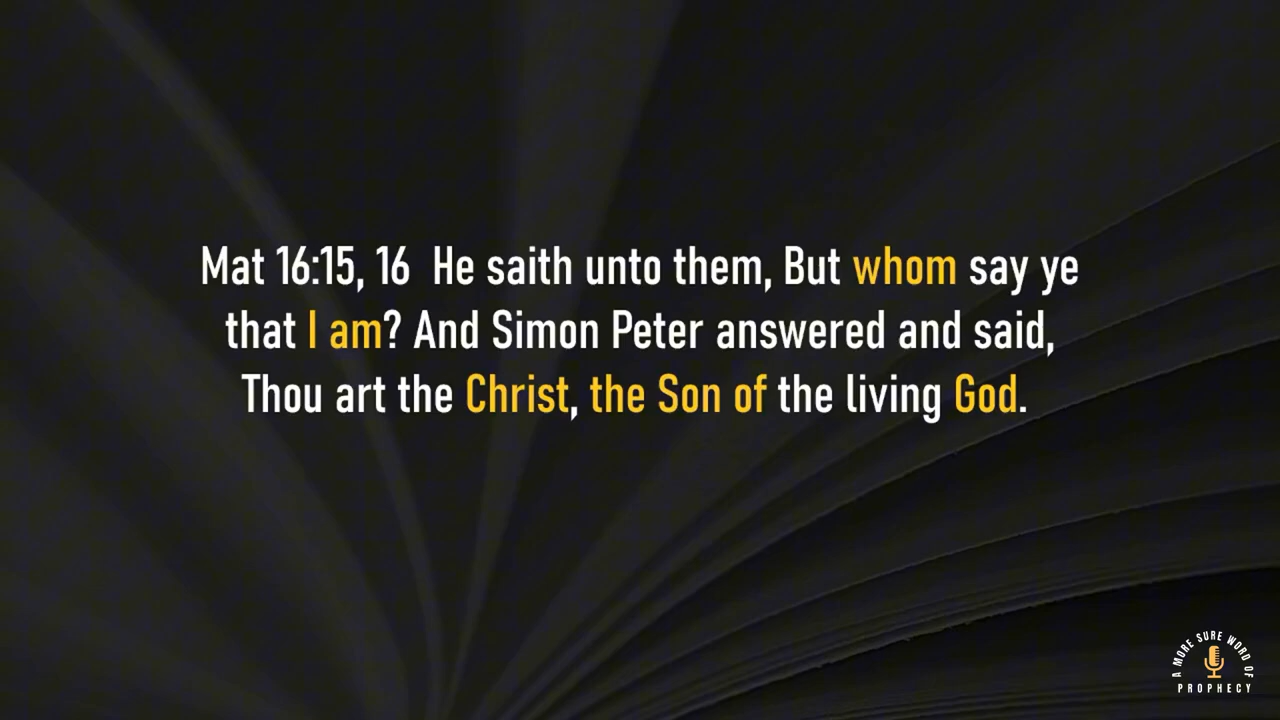 Mat 16:15, 16  He saith unto them, But whom say ye
that I am? And Simon Peter answered and said,
Thou art the Christ, the Son of the living God.
A MORE SURE WORD OF
PROPHECY